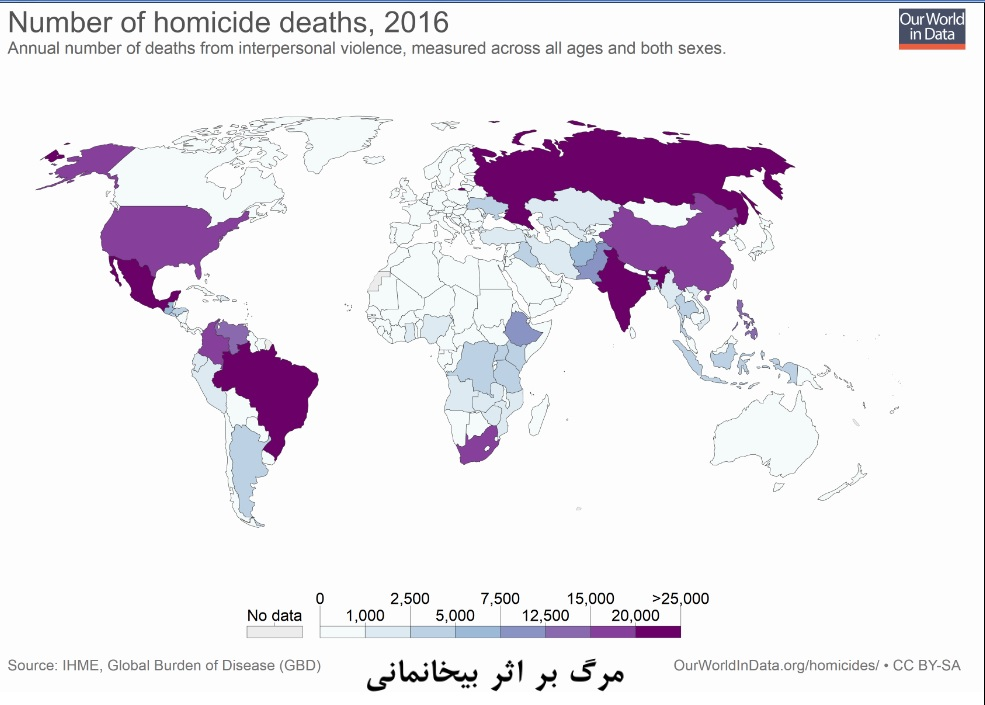 Number of homicide deaths, 2016
Annual number of deaths from interpersonal violence, measured across all ages and both sexes.
Our World
in Data
No data
0
2,500
7,500
15,000
>25,000
1,000
5,000
12,500
20,000
Source: IHME, Global Burden of Disease (GBD)
مرگ بر اثر بیخانمانی
OurWorldInData.org/homicides/ • CC BY-SA